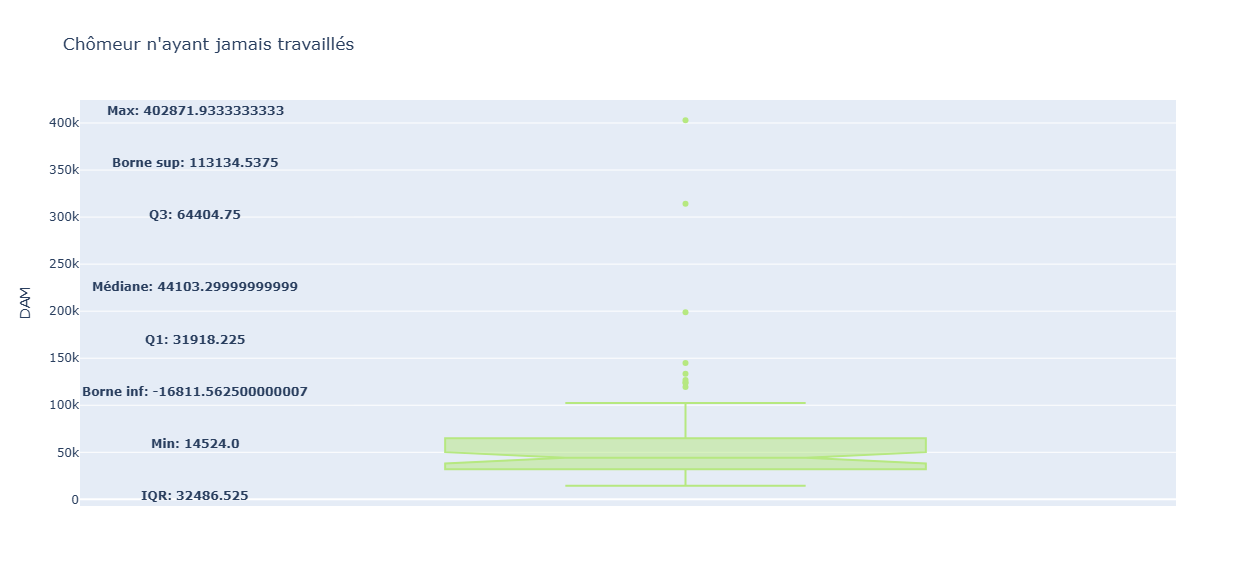 Chômeur n'ayant jamais travaillés
Max: 402871.9333333333
400k
Borne sup: 113134.5375
350k
Q3: 64404.75
300k
250k
Médiane: 44103.29999999999
DAM
200k
Q1: 31918.225
150k
Borne inf: -16811.562500000007
100k
Min: 14524.0
50k
IQR: 32486.525
0